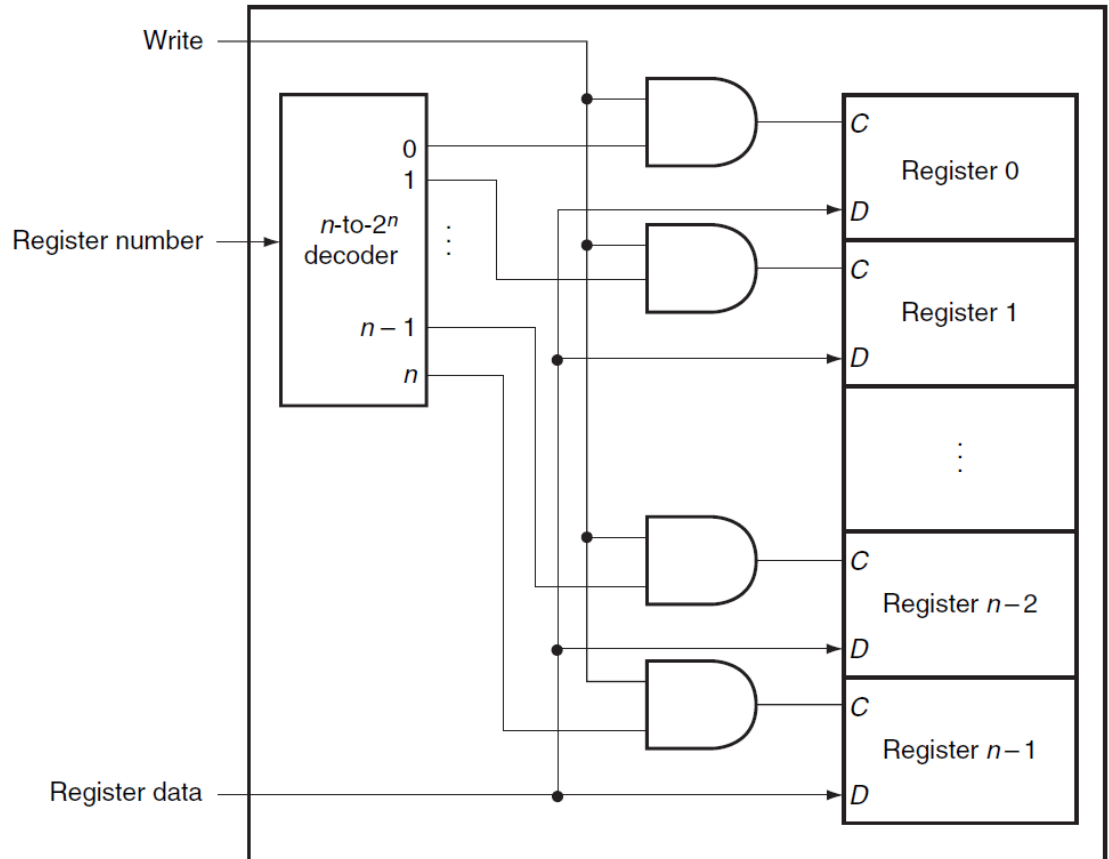 Write
C
0
Register 0
1
D
Register number
n-to-2ⁿ
decoder
⋮
C
Register 1
n – 1
D
n
⋮
C
Register n – 2
D
C
Register n – 1
Register data
D